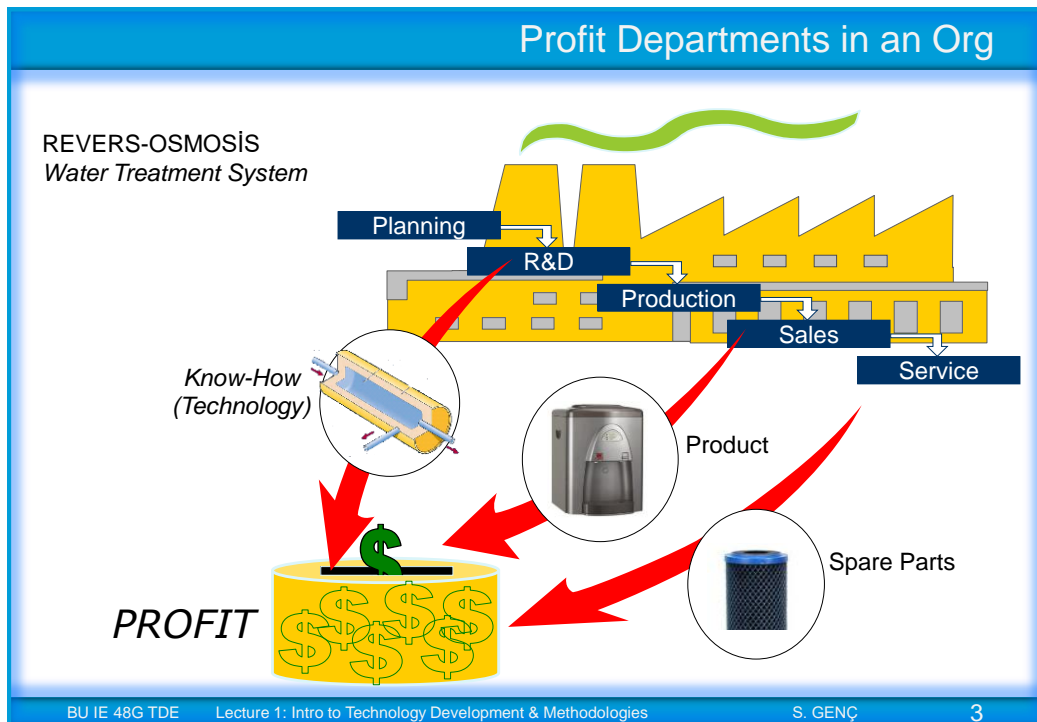 Profit Departments in an Org
REVERS-OSMOSİS
Water Treatment System
Planning
R&D
Production
Sales
Service
Know-How
(Technology)
Product
Spare Parts
$
PROFIT
$ $ $ $ $ $ $
BU IE 48G TDE Lecture 1: Intro to Technology Development & Methodologies S. GENÇ 3